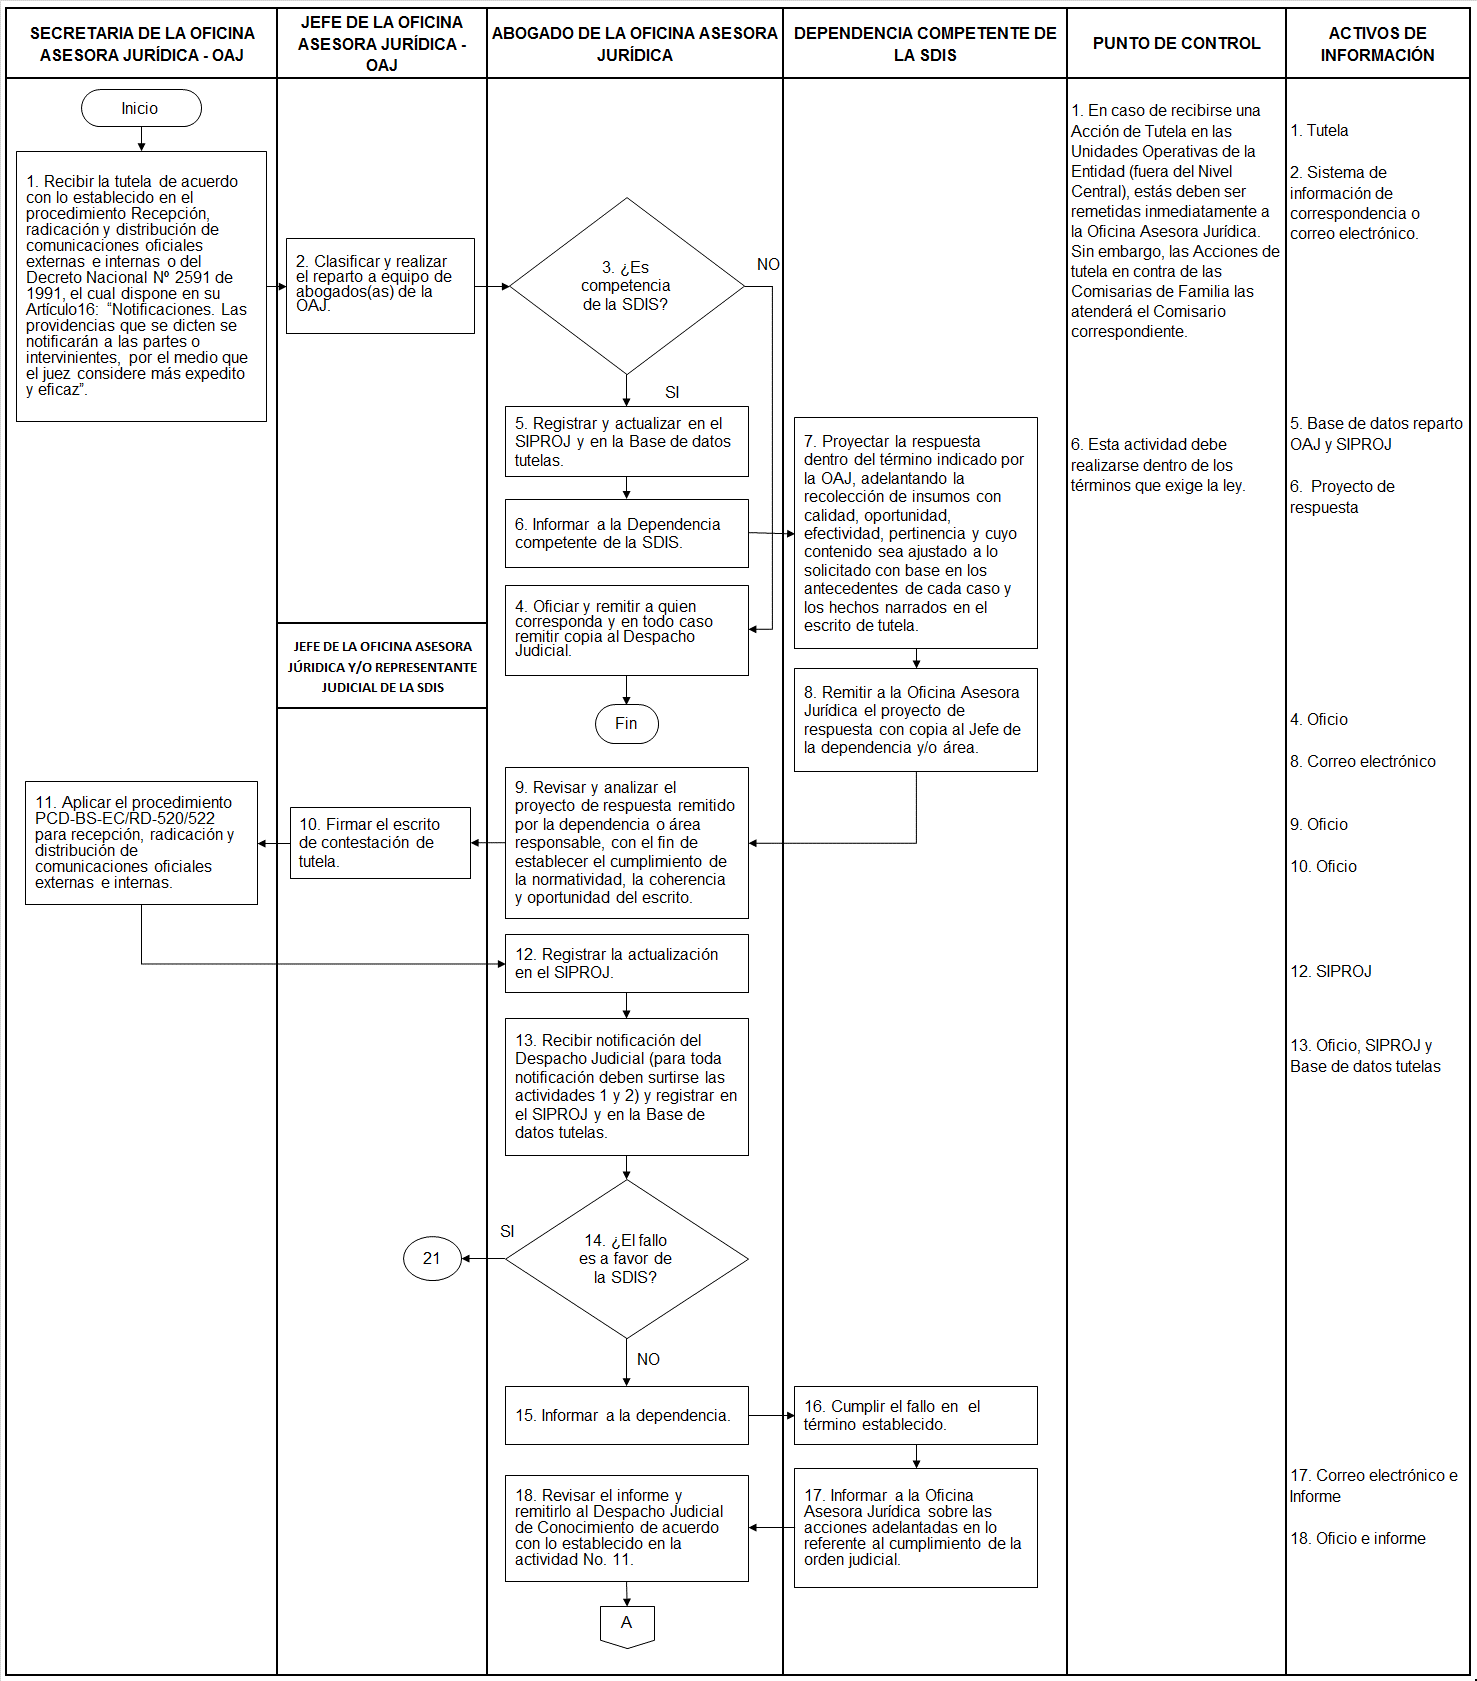 SECRETARIA DE LA OFICINA
ASESORA JURÍDICA - OAJ
JEFE DE LA OFICINA
ASESORA JURÍDICA -
OAJ
ABOGADO DE LA OFICINA ASESORA
JURÍDICA
DEPENDENCIA COMPETENTE DE
LA SDIS
PUNTO DE CONTROL
ACTIVOS DE
INFORMACIÓN
Inicio
1. Recibir la tutela de acuerdo
con lo establecido en el
procedimiento Recepción,
radicación y distribución de
comunicaciones oficiales
externas e internas o del
Decreto Nacional Nº 2591 de
1991, el cual dispone en su
Artículo16: “Notificaciones. Las
providencias que se dicten se
notificarán a las partes o
intervinientes, por el medio que
el juez considere más expedito
y eficaz”.
2. Clasificar y realizar
el reparto a equipo de
abogados(as) de la
OAJ.
3. ¿Es
competencia
de la SDIS?
NO
SI
5. Registrar y actualizar en el
SIPROJ y en la Base de datos
tutelas.
6. Informar a la Dependencia
competente de la SDIS.
4. Oficiar y remitir a quien
corresponda y en todo caso
remitir copia al Despacho
Judicial.
Fin
7. Proyectar la respuesta
dentro del término indicado por
la OAJ, adelantando la
recolección de insumos con
calidad, oportunidad,
efectividad, pertinencia y cuyo
contenido sea ajustado a lo
solicitado con base en los
antecedentes de cada caso y
los hechos narrados en el
escrito de tutela.
8. Remitir a la Oficina Asesora
Jurídica el proyecto de
respuesta con copia al Jefe de
la dependencia y/o área.
1. En caso de recibirse una
Acción de Tutela en las
Unidades Operativas de la
Entidad (fuera del Nivel
Central), estás deben ser
remetidas inmediatamente a
la Oficina Asesora Jurídica.
Sin embargo, las Acciones de
tutela en contra de las
Comisarias de Familia las
atenderá el Comisario
correspondiente.
6. Esta actividad debe
realizarse dentro de los
términos que exige la ley.
1. Tutela
2. Sistema de
información de
correspondencia o
correo electrónico.
5. Base de datos reparto
OAJ y SIPROJ
6. Proyecto de
respuesta
4. Oficio
8. Correo electrónico
9. Oficio
10. Oficio
12. SIPROJ
13. Oficio, SIPROJ y
Base de datos tutelas
17. Correo electrónico e
Informe
18. Oficio e informe
JEFE DE LA OFICINA ASESORA
JÚRIDICA Y/O REPRESENTANTE
JUDICIAL DE LA SDIS
9. Revisar y analizar el
proyecto de respuesta remitido
por la dependencia o área
responsable, con el fin de
establecer el cumplimiento de
la normatividad, la coherencia
y oportunidad del escrito.
10. Firmar el escrito
de contestación de
tutela.
11. Aplicar el procedimiento
PCD-BS-EC/RD-520/522
para recepción, radicación y
distribución de
comunicaciones oficiales
externas e internas.
12. Registrar la actualización
en el SIPROJ.
13. Recibir notificación del
Despacho Judicial (para toda
notificación deben surtirse las
actividades 1 y 2) y registrar en
el SIPROJ y en la Base de
datos tutelas.
14. ¿El fallo
es a favor de
la SDIS?
SI
21
NO
15. Informar a la dependencia.
16. Cumplir el fallo en el
término establecido.
17. Informar a la Oficina
Asesora Jurídica sobre las
acciones adelantadas en lo
referente al cumplimiento de la
orden judicial.
18. Revisar el informe y
remitirlo al Despacho Judicial
de Conocimiento de acuerdo
con lo establecido en la
actividad No. 11.
A